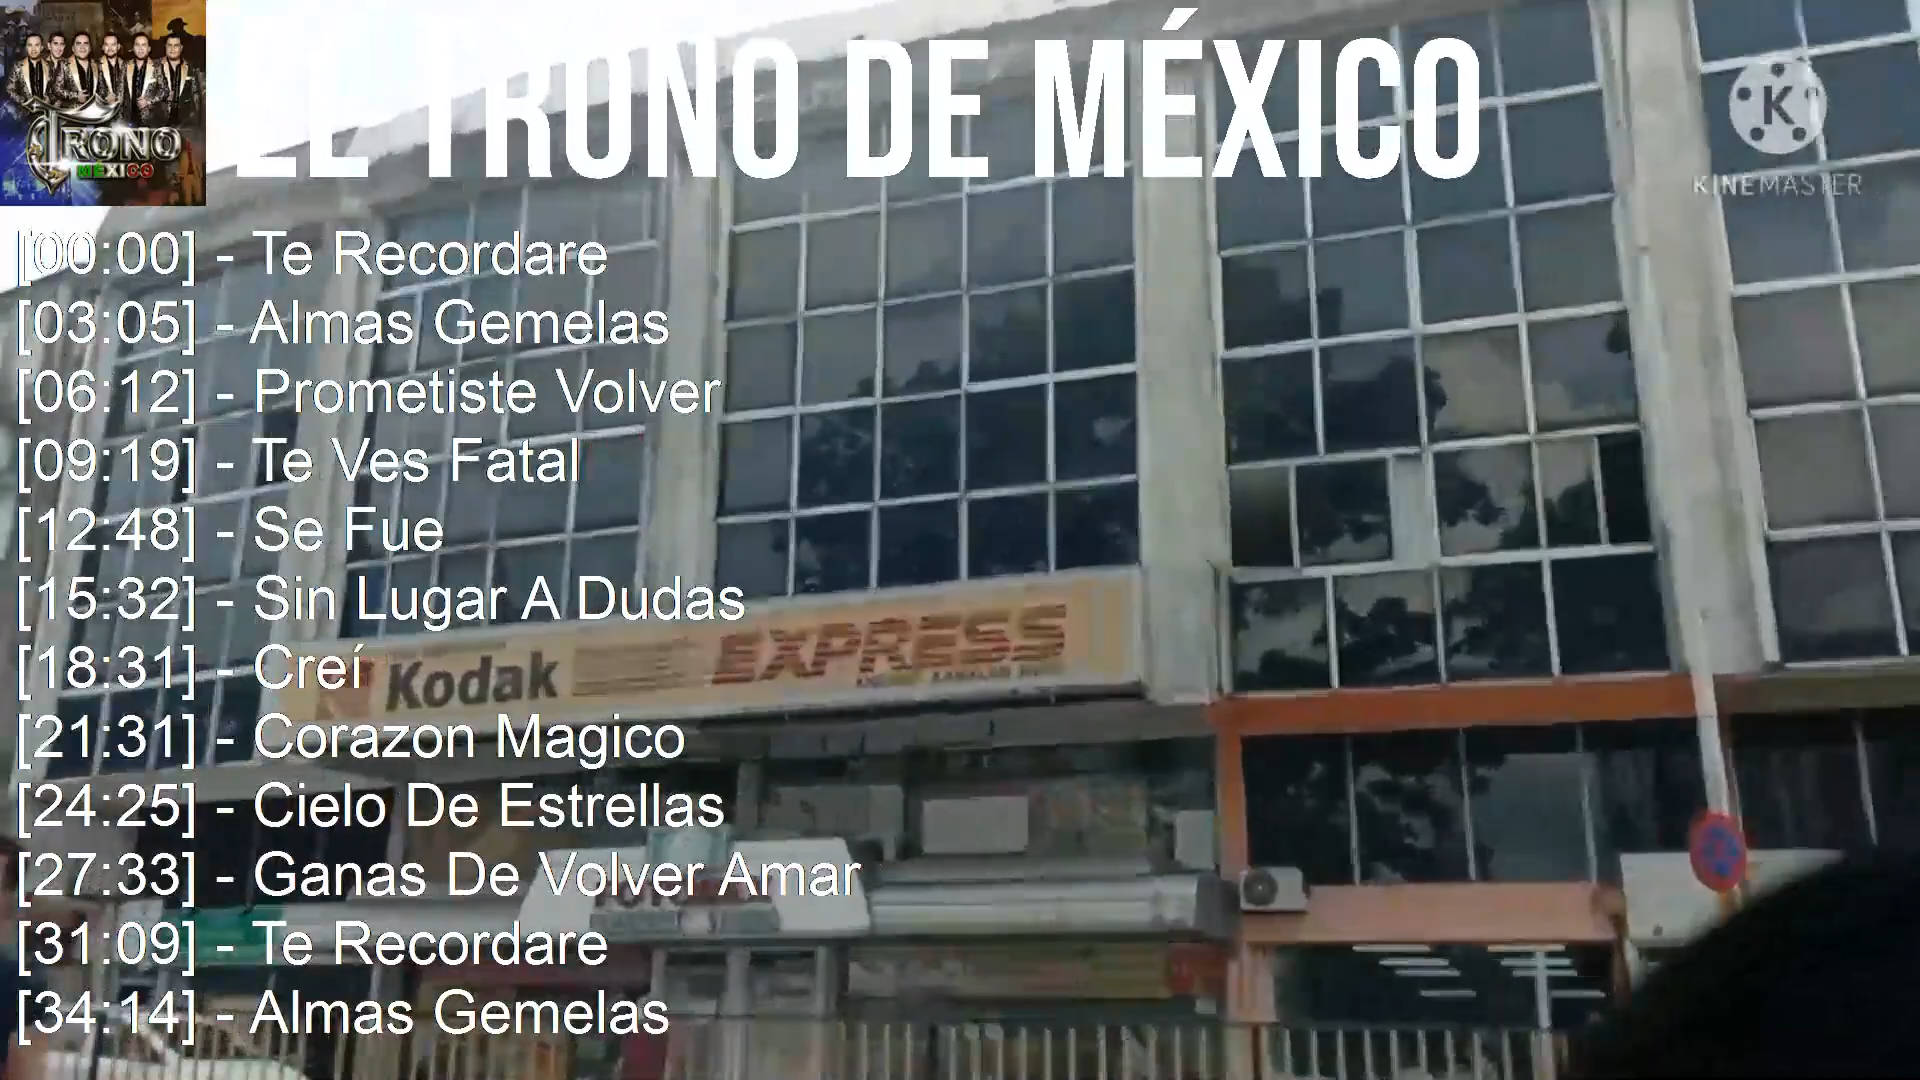 EL TRONO DE MÉXICO
TRONO
MÉXICO
K
KINEMASTER
[00:00] - Te Recordare
[03:05] - Almas Gemelas
[06:12] - Prometiste Volver
[09:19] - Te Ves Fatal
[12:48] - Se Fue
[15:32] - Sin Lugar A Dudas
[18:31] - Creí
[21:31] - Corazon Magico
[24:25] - Cielo De Estrellas
[27:33] - Ganas De Volver Amar
[31:09] - Te Recordare
[34:14] - Almas Gemelas
Kodak EXPRESS